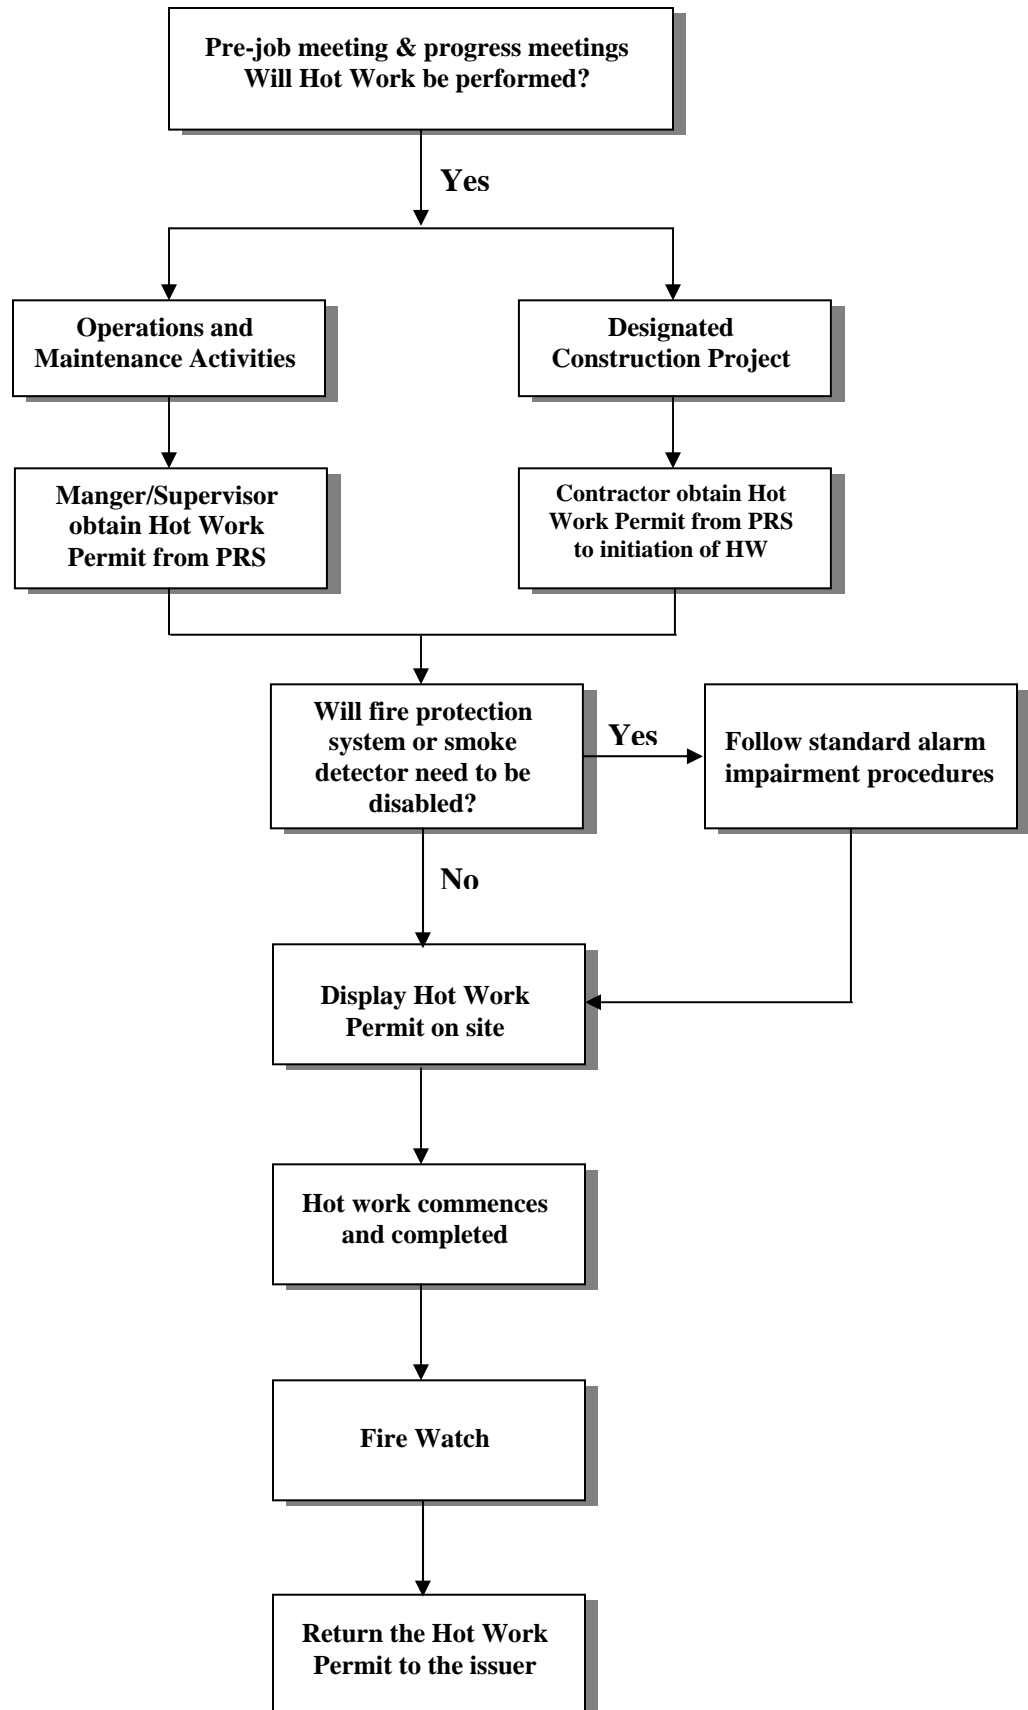 Pre-job meeting & progress meetings
Will Hot Work be performed?
Yes
Operations and
Maintenance Activities
Designated
Construction Project
Manger/Supervisor
obtain Hot Work
Permit from PRS
Contractor obtain Hot
Work Permit from PRS
to initiation of HW
Will fire protection
system or smoke
detector need to be
disabled?
Yes
Follow standard alarm
impairment procedures
No
Display Hot Work
Permit on site
Hot work commences
and completed
Fire Watch
Return the Hot Work
Permit to the issuer